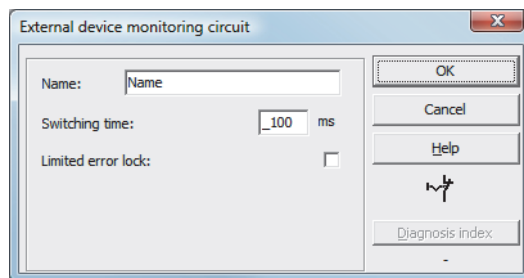 External device monitoring circuit
Name: Name
Switching time: _100 ms
Limited error lock:
OK
Cancel
Help
Diagnosis index
-